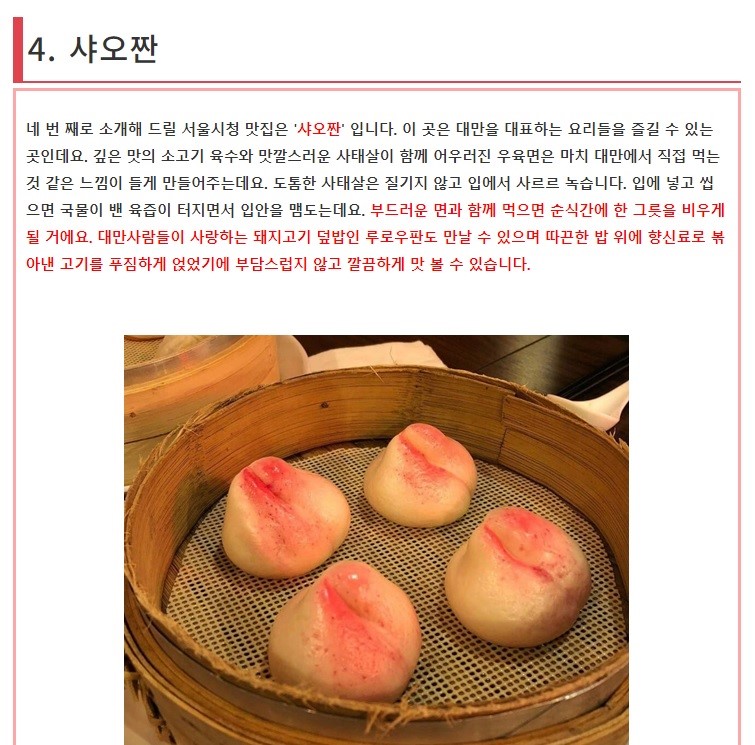 4. 샤오짠
네 번 째로 소개해 드릴 서울시청 맛집은 '샤오짠' 입니다. 이 곳은 대만을 대표하는 요리들을 즐길 수 있는
곳인데요. 깊은 맛의 소고기 육수와 맛깔스러운 사태살이 함께 어우러진 우육면은 마치 대만에서 직접 먹는
것 같은 느낌이 들게 만들어주는데요. 도톰한 사태살은 질기지 않고 입에서 사르르 녹습니다. 입에 넣고 씹
으면 국물이 밴 육즙이 터지면서 입안을 맴도는데요. 부드러운 면과 함께 먹으면 순식간에 한 그릇을 비우게
될 거에요. 대만사람들이 사랑하는 돼지고기 덮밥인 루로우판도 만날 수 있으며 따끈한 밥 위에 향신료로 볶
아낸 고기를 푸짐하게 얹었기에 부담스럽지 않고 깔끔하게 맛 볼 수 있습니다.